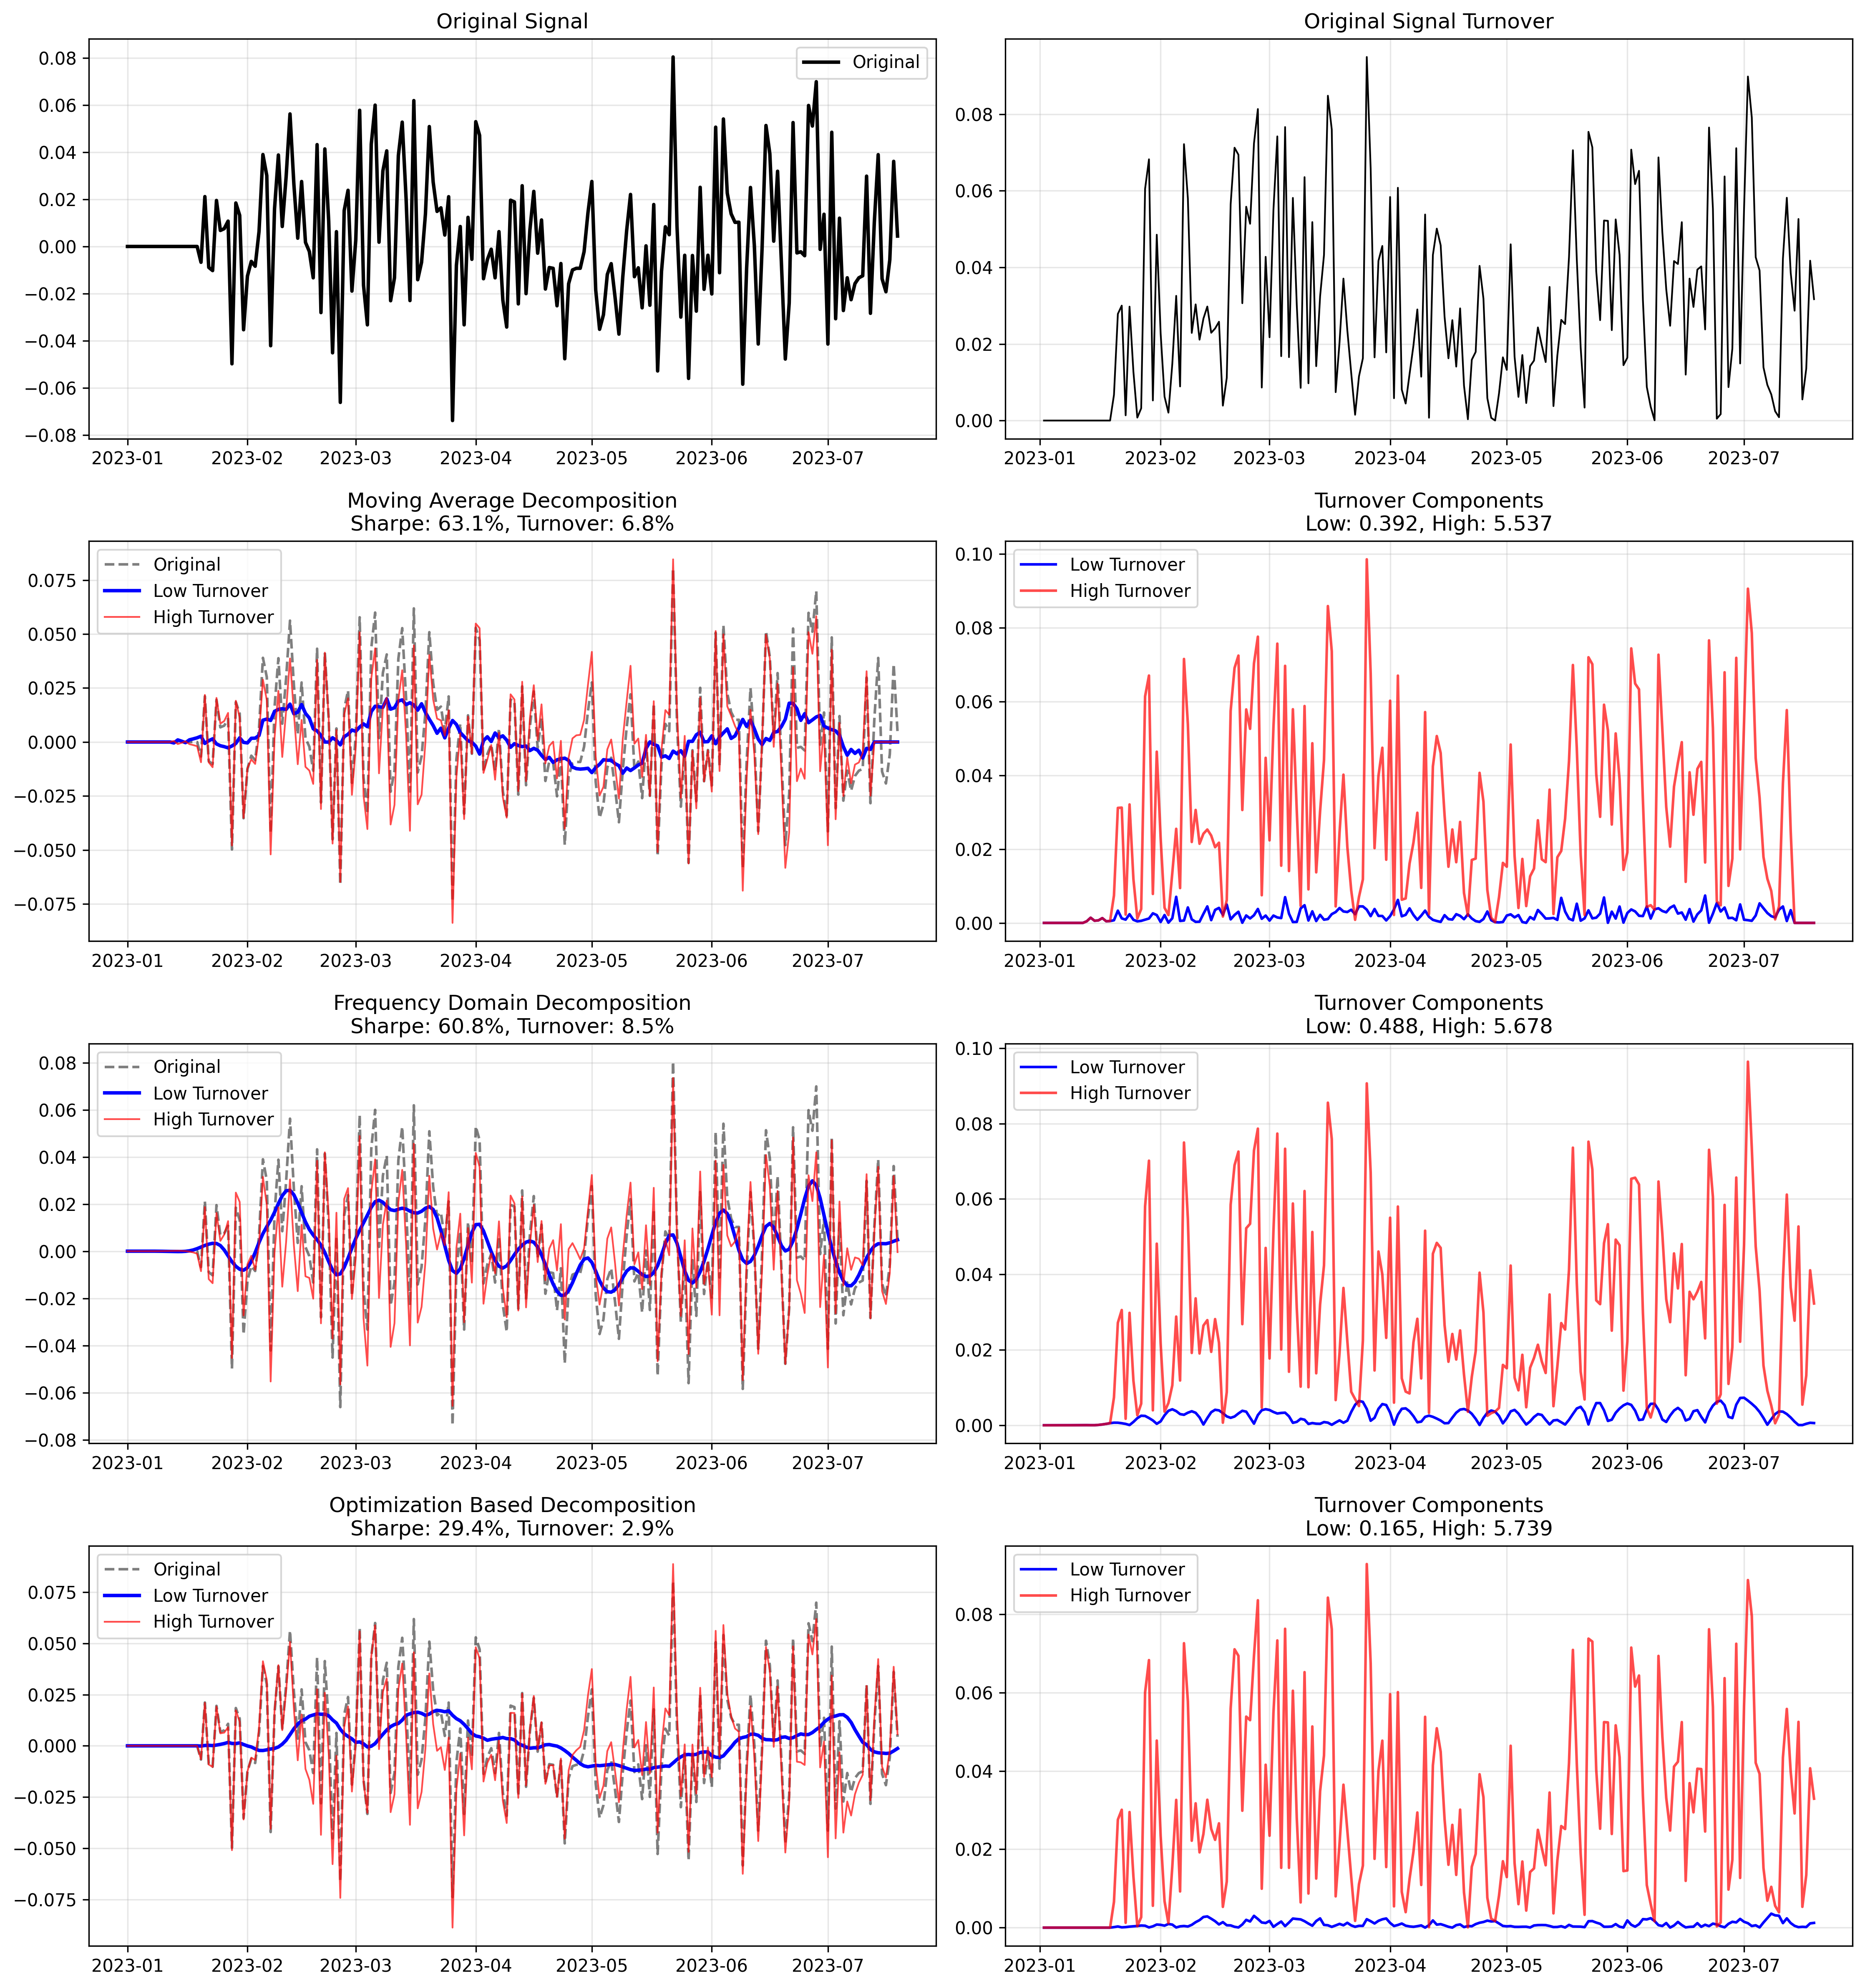 Original Signal
Original
0.08
0.06
0.04
0.02
0.00
−0.02
−0.04
−0.06
−0.08
2023-01 2023-02 2023-03 2023-04 2023-05 2023-06 2023-07
Original Signal Turnover
0.08
0.06
0.04
0.02
0.00
2023-01 2023-02 2023-03 2023-04 2023-05 2023-06 2023-07
Moving Average Decomposition
Sharpe: 63.1%, Turnover: 6.8%
Original
Low Turnover
High Turnover
0.075
0.050
0.025
0.000
−0.025
−0.050
−0.075
2023-01 2023-02 2023-03 2023-04 2023-05 2023-06 2023-07
Turnover Components
Low: 0.392, High: 5.537
Low Turnover
High Turnover
0.10
0.08
0.06
0.04
0.02
0.00
2023-01 2023-02 2023-03 2023-04 2023-05 2023-06 2023-07
Frequency Domain Decomposition
Sharpe: 60.8%, Turnover: 8.5%
Original
Low Turnover
High Turnover
0.08
0.06
0.04
0.02
0.00
−0.02
−0.04
−0.06
−0.08
2023-01 2023-02 2023-03 2023-04 2023-05 2023-06 2023-07
Turnover Components
Low: 0.488, High: 5.678
Low Turnover
High Turnover
0.10
0.08
0.06
0.04
0.02
0.00
2023-01 2023-02 2023-03 2023-04 2023-05 2023-06 2023-07
Optimization Based Decomposition
Sharpe: 29.4%, Turnover: 2.9%
Original
Low Turnover
High Turnover
0.075
0.050
0.025
0.000
−0.025
−0.050
−0.075
2023-01 2023-02 2023-03 2023-04 2023-05 2023-06 2023-07
Turnover Components
Low: 0.165, High: 5.739
Low Turnover
High Turnover
0.08
0.06
0.04
0.02
0.00
2023-01 2023-02 2023-03 2023-04 2023-05 2023-06 2023-07